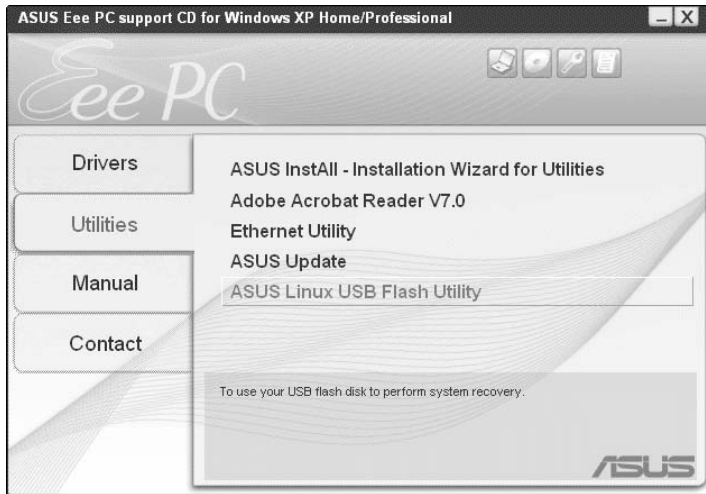 ASUS Eee PC support CD for Windows XP Home/Professional
Eee PC
Drivers
Utilities
Manual
Contact
ASUS InstAll - Installation Wizard for Utilities
Adobe Acrobat Reader V7.0
Ethernet Utility
ASUS Update
ASUS Linux USB Flash Utility
To use your USB flash disk to perform system recovery.
ASUS